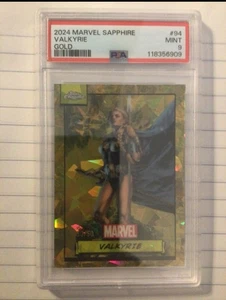 2024 MARVEL SAPPHIRE #94
VALKYRIE MINT
GOLD 9
PSA 118356909
MARVEL
VALKYRIE